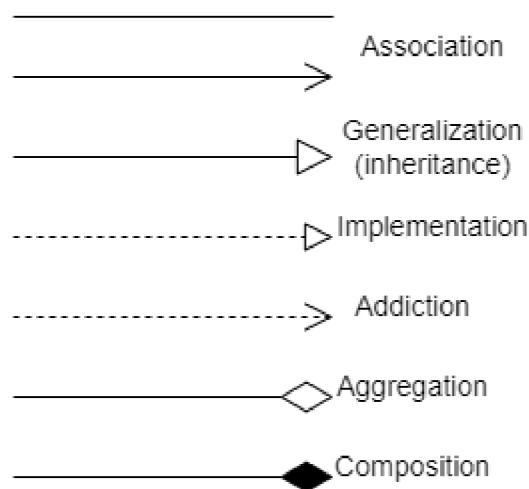 Association
Generalization
(inheritance)
Implementation
Addiction
Aggregation
Composition